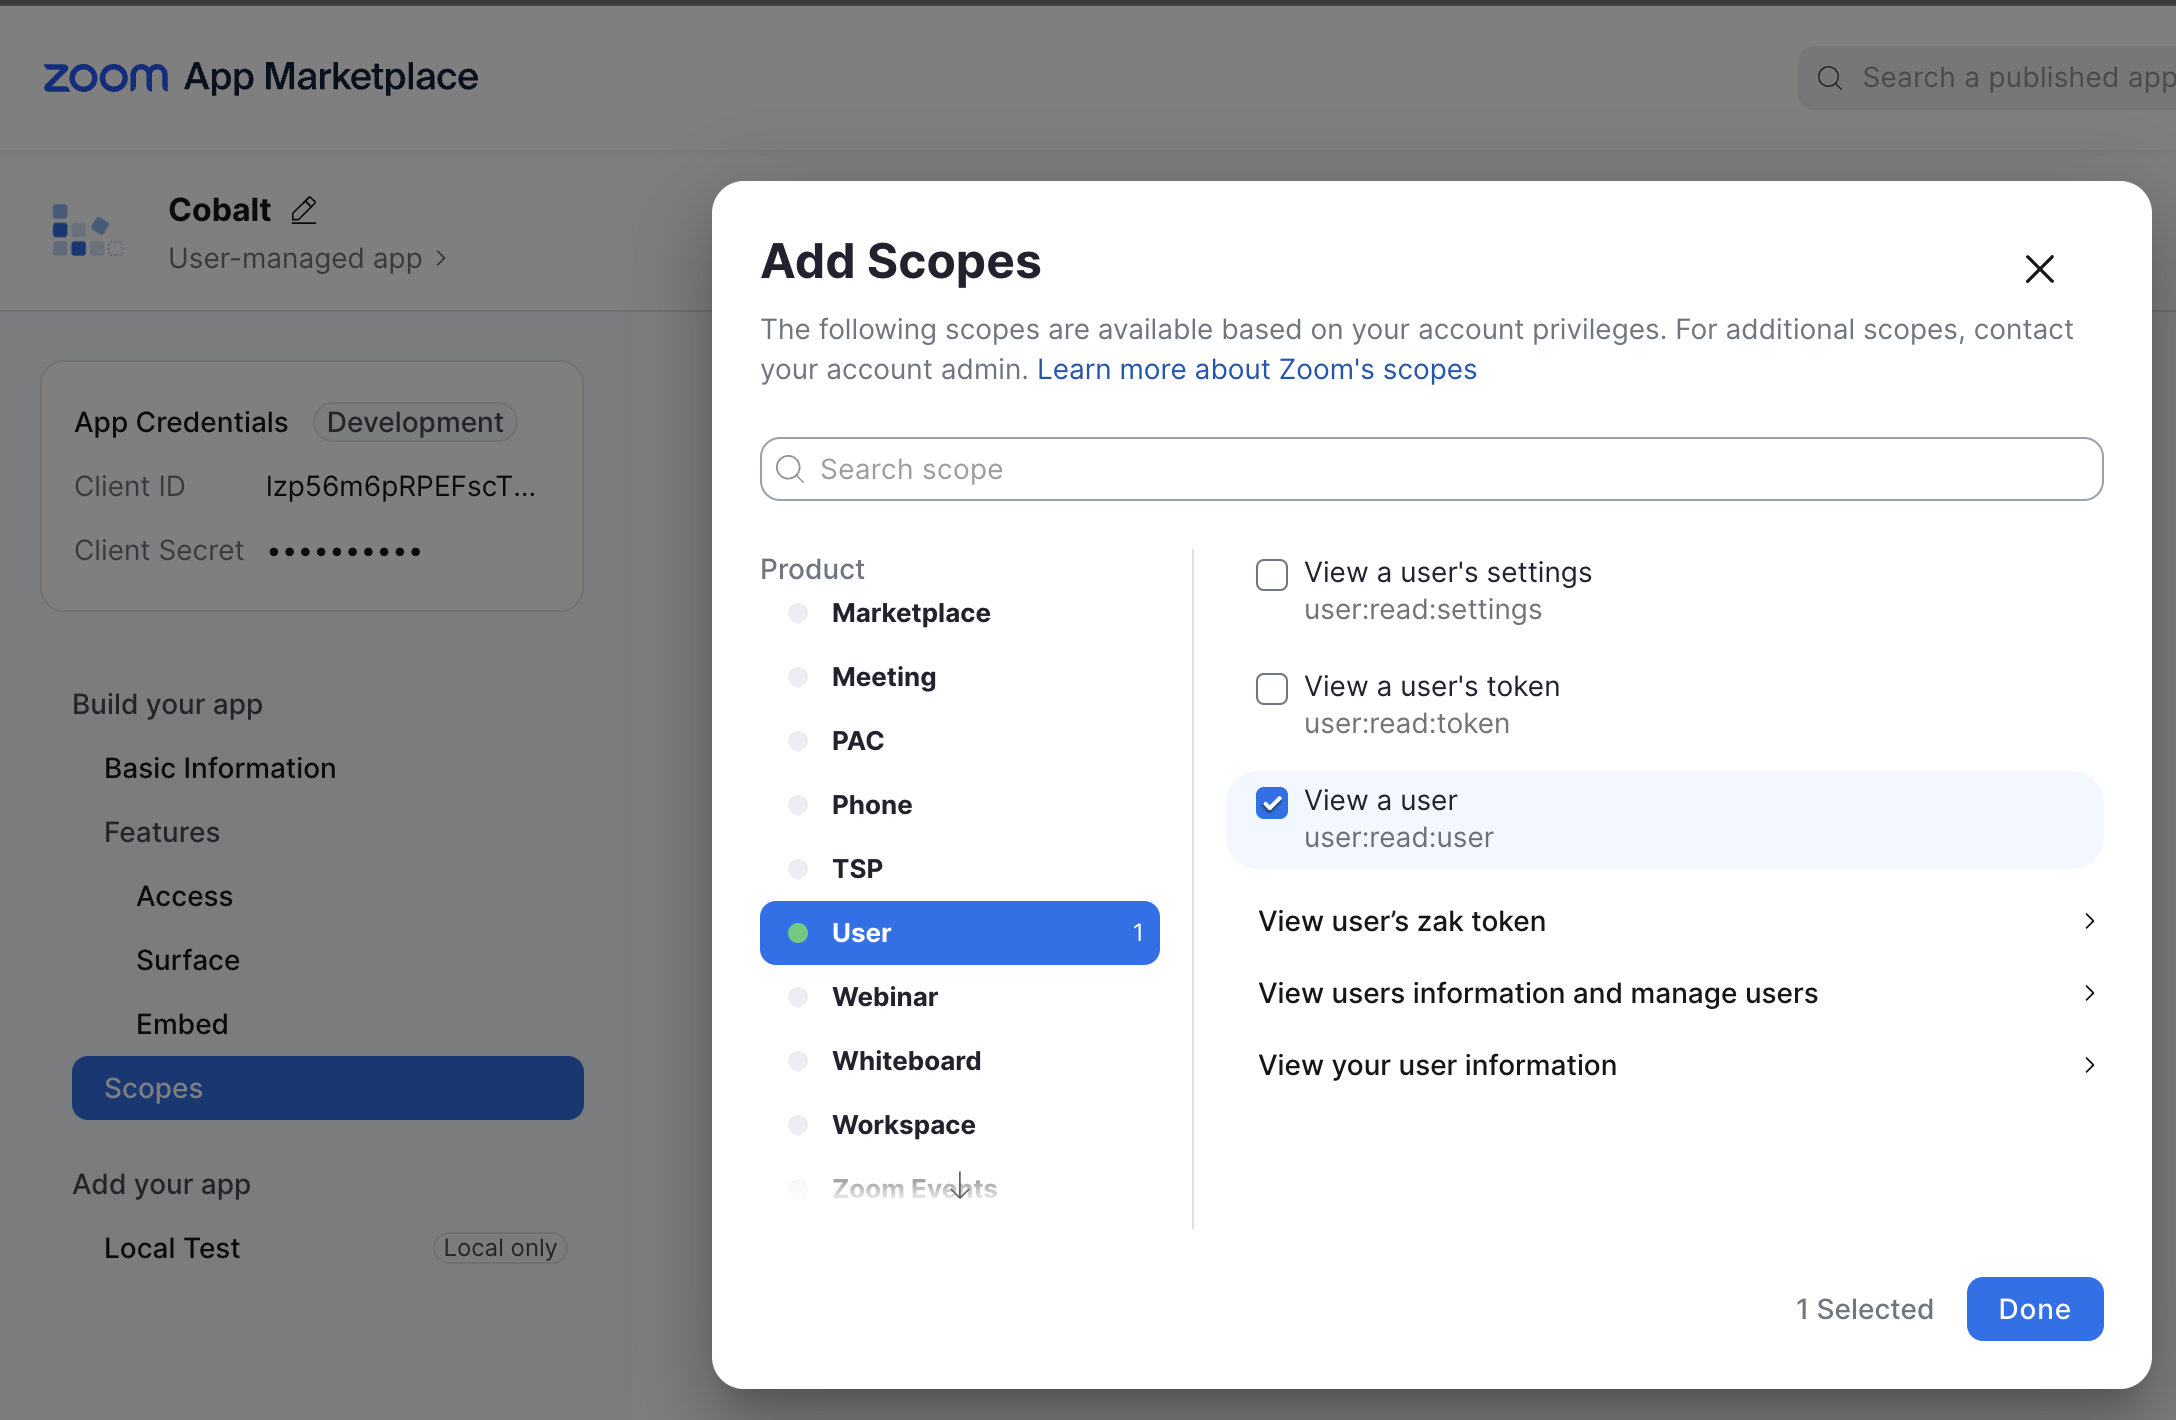 zoom App Marketplace
Search a published app
Cobalt
User-managed app
App Credentials Development
Client ID lzp56m6pRPEFscT...
Client Secret ••••••••••
Build your app
Basic Information
Features
Access
Surface
Embed
Scopes
Add your app
Local Test Local only
Add Scopes
The following scopes are available based on your account privileges. For additional scopes, contact
your account admin. Learn more about Zoom's scopes
Search scope
Product
Marketplace
Meeting
PAC
Phone
TSP
User 1
Webinar
Whiteboard
Workspace
Zoom Events
View a user's settings
user:read:settings
View a user's token
user:read:token
View a user
user:read:user
View user’s zak token
View users information and manage users
View your user information
1 Selected
Done